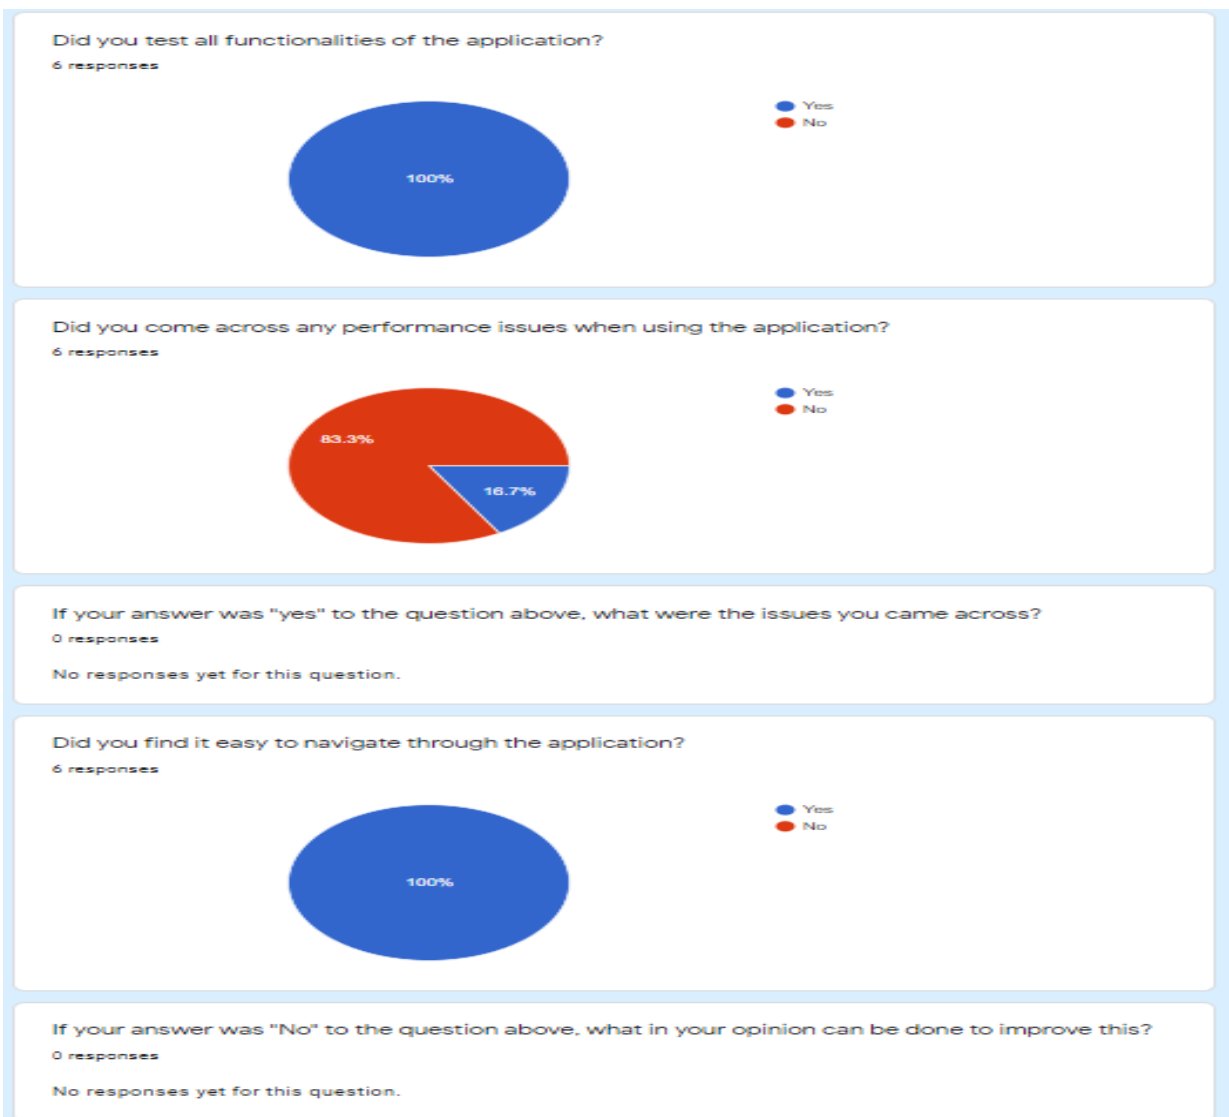 Did you test all functionalities of the application?
6 responses
Yes
No
100%
Did you come across any performance issues when using the application?
6 responses
Yes
No
83.3%
16.7%
If your answer was "yes" to the question above, what were the issues you came across?
0 responses
No responses yet for this question.
Did you find it easy to navigate through the application?
6 responses
Yes
No
100%
If your answer was "No" to the question above, what in your opinion can be done to improve this?
0 responses
No responses yet for this question.